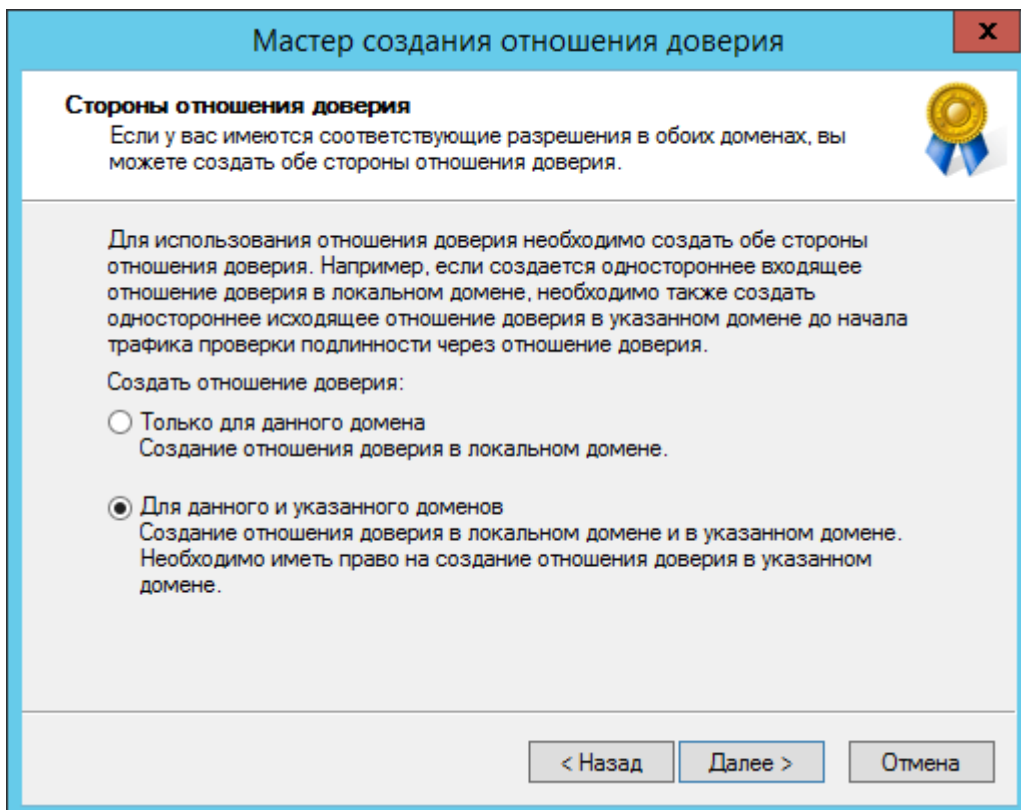 Мастер создания отношения доверия
x
Стороны отношения доверия
Если у вас имеются соответствующие разрешения в обоих доменах, вы
можете создать обе стороны отношения доверия.
Для использования отношения доверия необходимо создать обе стороны
отношения доверия. Например, если создается одностороннее входящее
отношение доверия в локальном домене, необходимо также создать
одностороннее исходящее отношение доверия в указанном домене до начала
трафика проверки подлинности через отношение доверия.
Создать отношение доверия:
Только для данного домена
Создание отношения доверия в локальном домене.
Для данного и указанного доменов
Создание отношения доверия в локальном домене и в указанном домене.
Необходимо иметь право на создание отношения доверия в указанном
домене.
< Назад Далее > Отмена